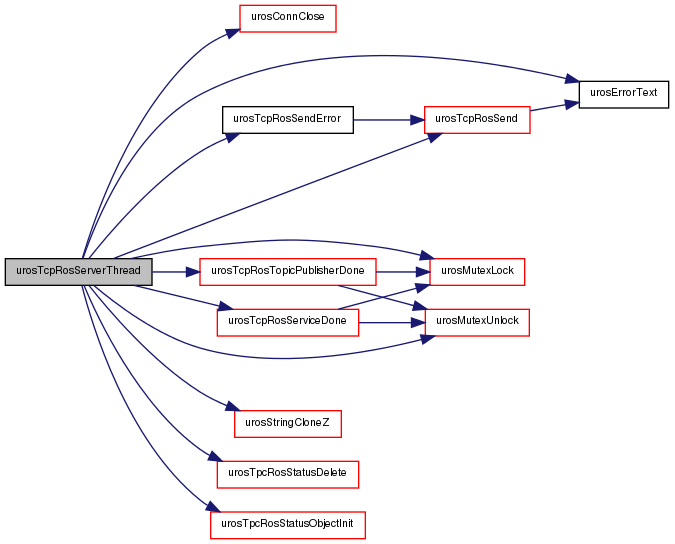 urosConnClose
urosErrorText
urosTcpRosSendError
urosTcpRosSend
urosTcpRosServerThread
urosTcpRosTopicPublisherDone
urosMutexLock
urosTcpRosServiceDone
urosMutexUnlock
urosStringCloneZ
urosTpcRosStatusDelete
urosTpcRosStatusObjectInit